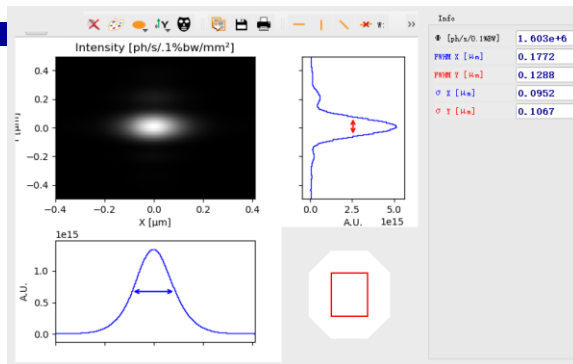 W: »
Info
Intensity [ph/s/.1%bw/mm²]
Φ [ph/s/0.1%BW] 1.603e+6
FWHM X [μm] 0.1772
FWHM Y [μm] 0.1288
σ X [μm] 0.0952
σ Y [μm] 0.1067
0.4
0.2
0.0
−0.2
−0.4
−0.4 −0.2 0.0 0.2 0.4
X [μm]
0.0 2.5 5.0
A.U. 1e15
1e15
1.0
0.5
0.0
A.U.